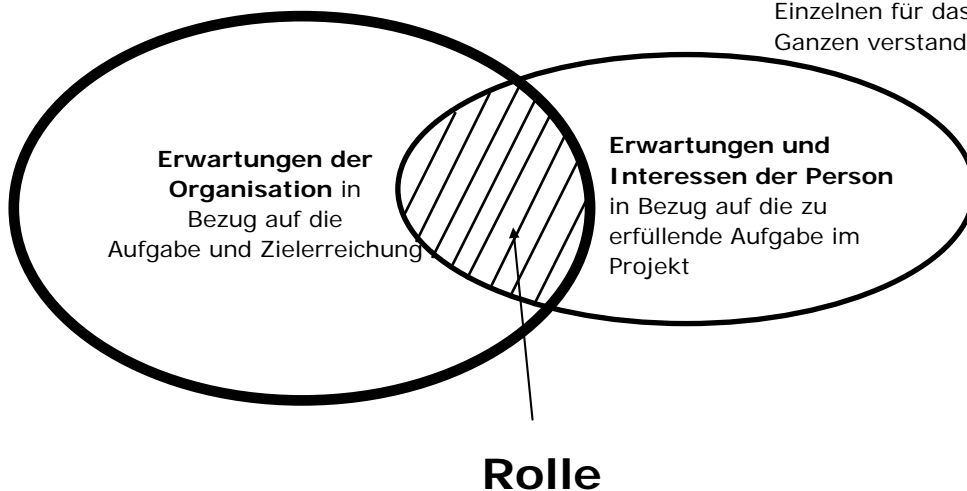 Einzelnen für das
Ganzen verstand
Erwartungen der
Organisation in
Bezug auf die
Aufgabe und Zielerreichung
Erwartungen und
Interessen der Person
in Bezug auf die zu
erfüllende Aufgabe im
Projekt
Rolle